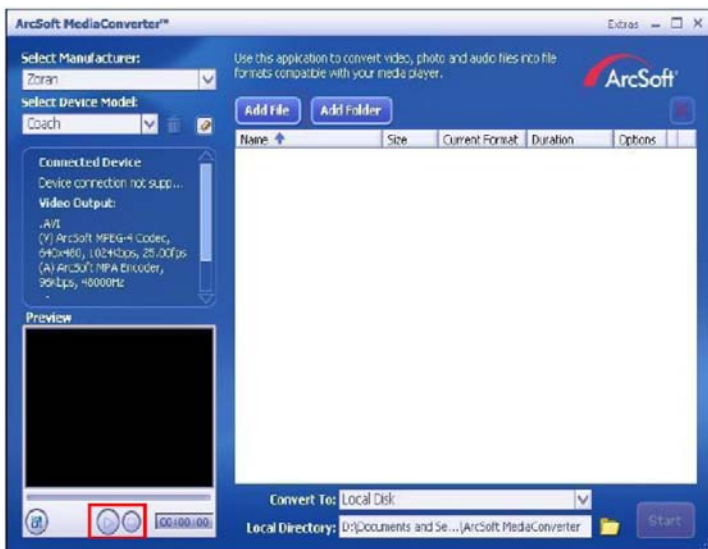 ArcSoft MediaConverter™
Extras
Select Manufacturer:
Zoran
Select Device Model:
Coach
Use this application to convert video, photo and audio files into file
formats compatible with your media player.
ArcSoft
Add File
Add Folder
Name
Size
Current Format
Duration
Options
Connected Device
Device connection not supp...
Video Output:
.AVI
(V) ArcSoft MPEG-4 Codec,
640x480, 1024kbps, 25.00fps
(A) ArcSoft MPA Encoder,
96kbps, 48000Hz
Preview
00:00:00
Convert To:
Local Disk
Local Directory:
D:\Documents and Se...\ArcSoft MediaConverter
Start